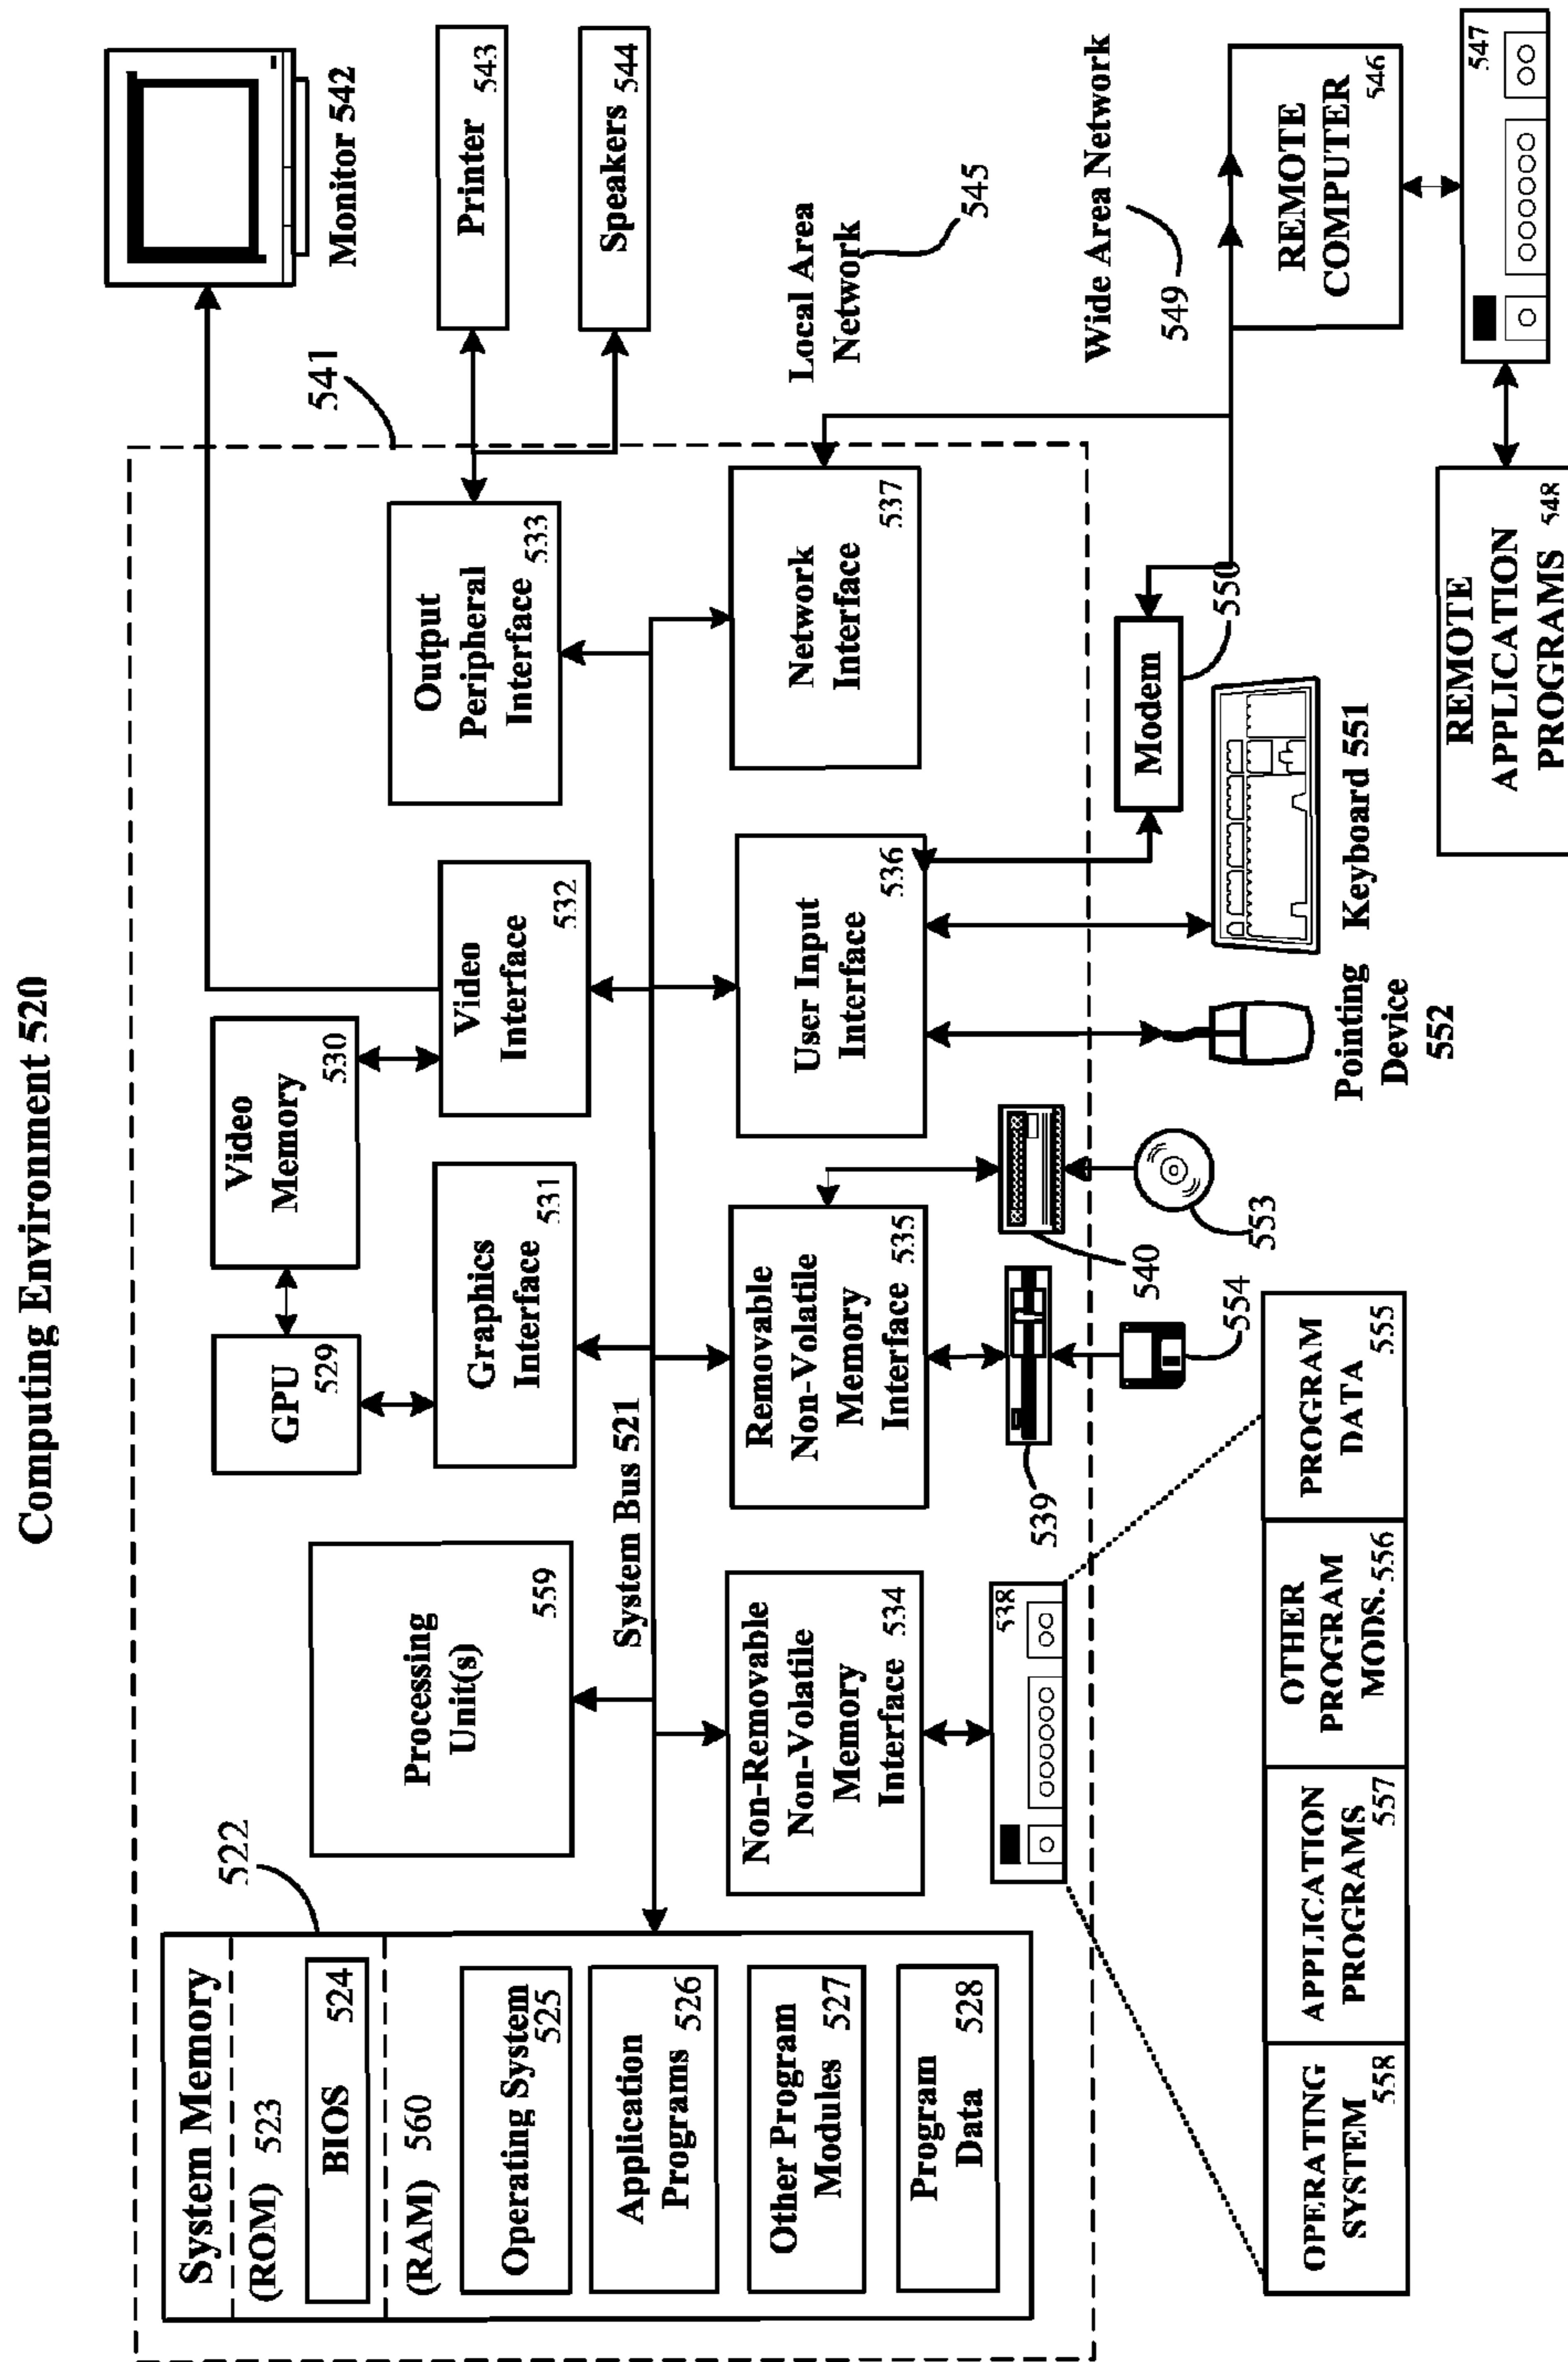 Computing Environment 520
System Memory
522
(ROM) 523
BIOS 524
(RAM) 560
Operating System
525
Application
Programs 526
Other Program
Modules 527
Program
Data 528
Processing
Unit(s)
559
GPU
529
Video
Memory
530
Graphics
Interface
531
Video
Interface
532
Output
Peripheral
Interface
533
541
Monitor 542
Printer
543
Speakers
544
System Bus 521
Non-Removable
Non-Volatile
Memory
Interface
534
Removable
Non-Volatile
Memory
Interface
535
User Input
Interface
536
Network
Interface
537
Local Area
Network
545
Wide Area Network
549
538
539
540
554
553
Pointing
Device
552
Keyboard 551
Modem
550
REMOTE
COMPUTER
546
547
REMOTE
APPLICATION
PROGRAMS 548
OPERATING
SYSTEM
558
APPLICATION
PROGRAMS
557
OTHER
PROGRAM
MODS.
556
PROGRAM
DATA
555